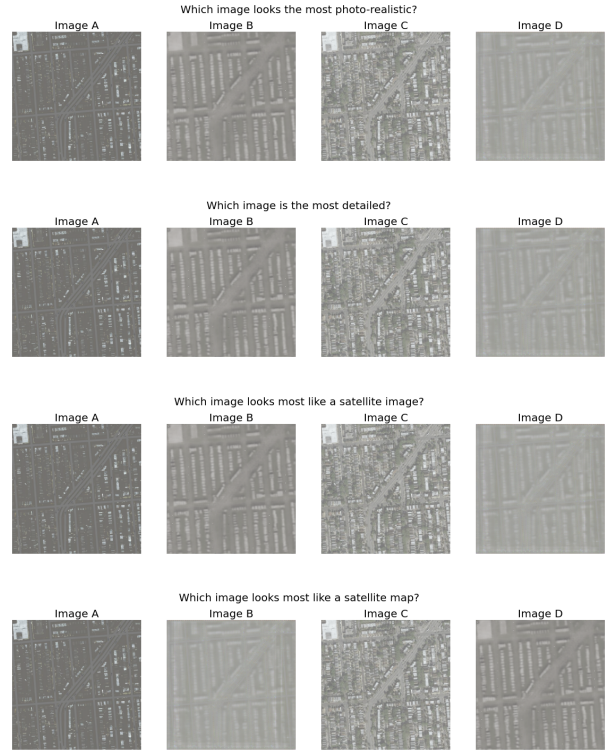 Which image looks the most photo-realistic?
Image A Image B Image C Image D
Which image is the most detailed?
Image A Image B Image C Image D
Which image looks most like a satellite image?
Image A Image B Image C Image D
Which image looks most like a satellite map?
Image A Image B Image C Image D